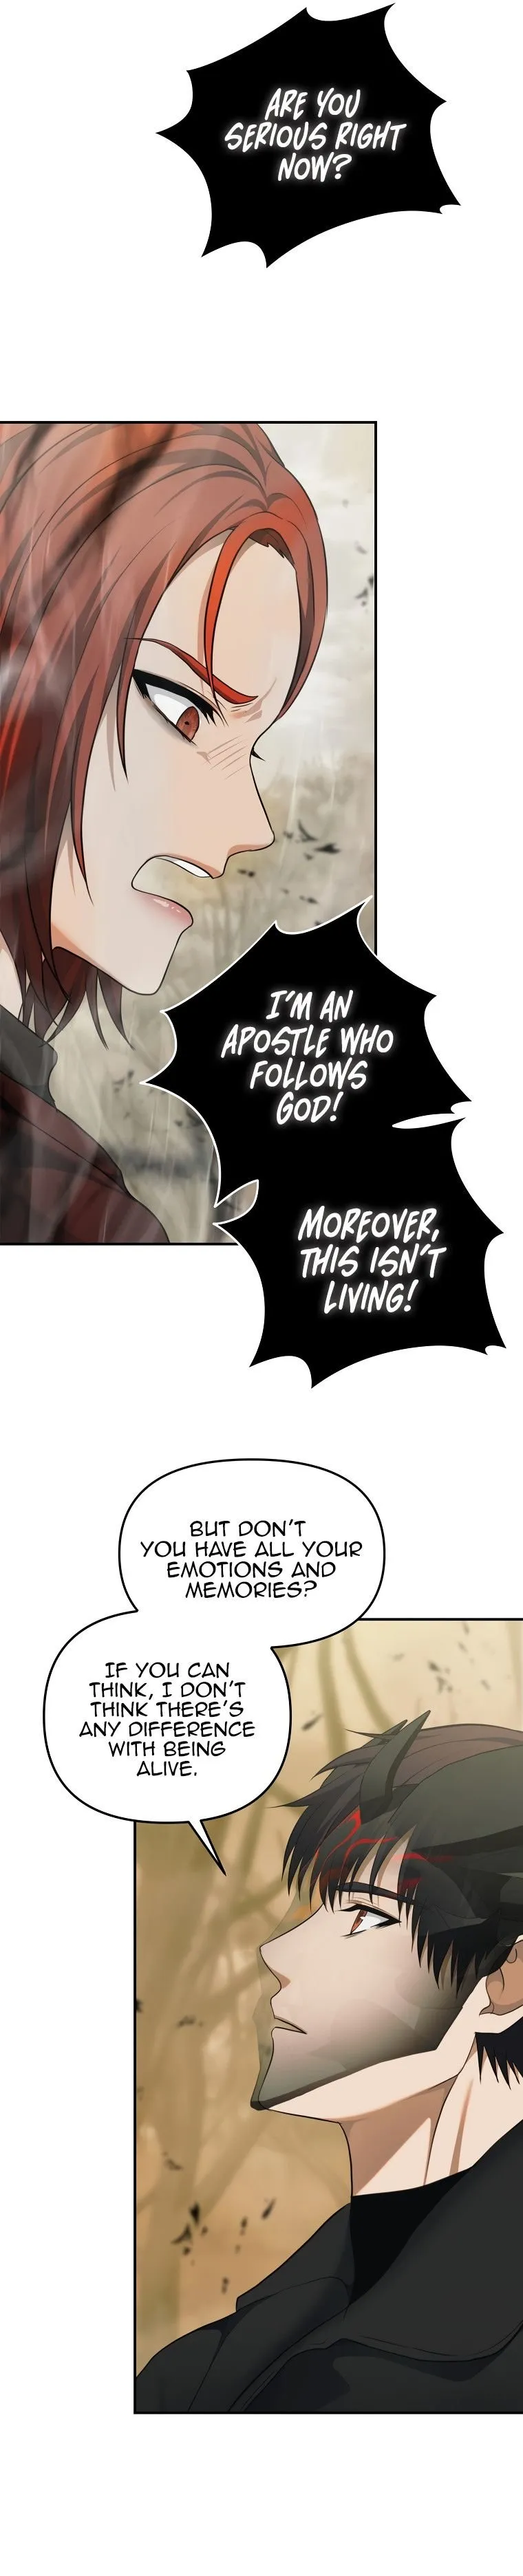 ARE YOU
SERIOUS RIGHT
NOW?
I'M AN
APOSTLE WHO
FOLLOWS
GOD!
MOREOVER,
THIS ISN'T
LIVING!
BUT DON'T
YOU HAVE ALL YOUR
EMOTIONS AND
MEMORIES?
IF YOU CAN
THINK, I DON'T
THINK THERE'S
ANY DIFFERENCE
WITH BEING
ALIVE.